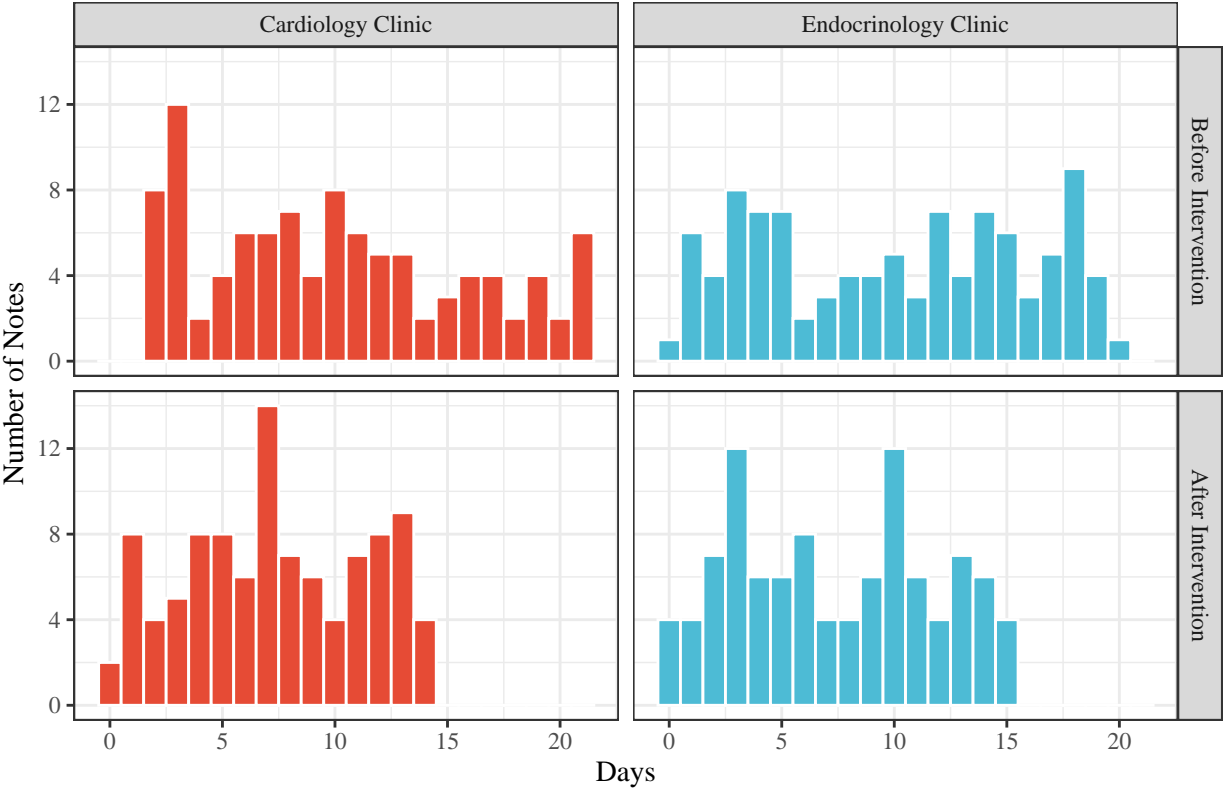 Cardiology Clinic
Endocrinology Clinic
12
8
4
0
Before Intervention
12
8
4
0
After Intervention
Number of Notes
0 5 10 15 20
0 5 10 15 20
Days